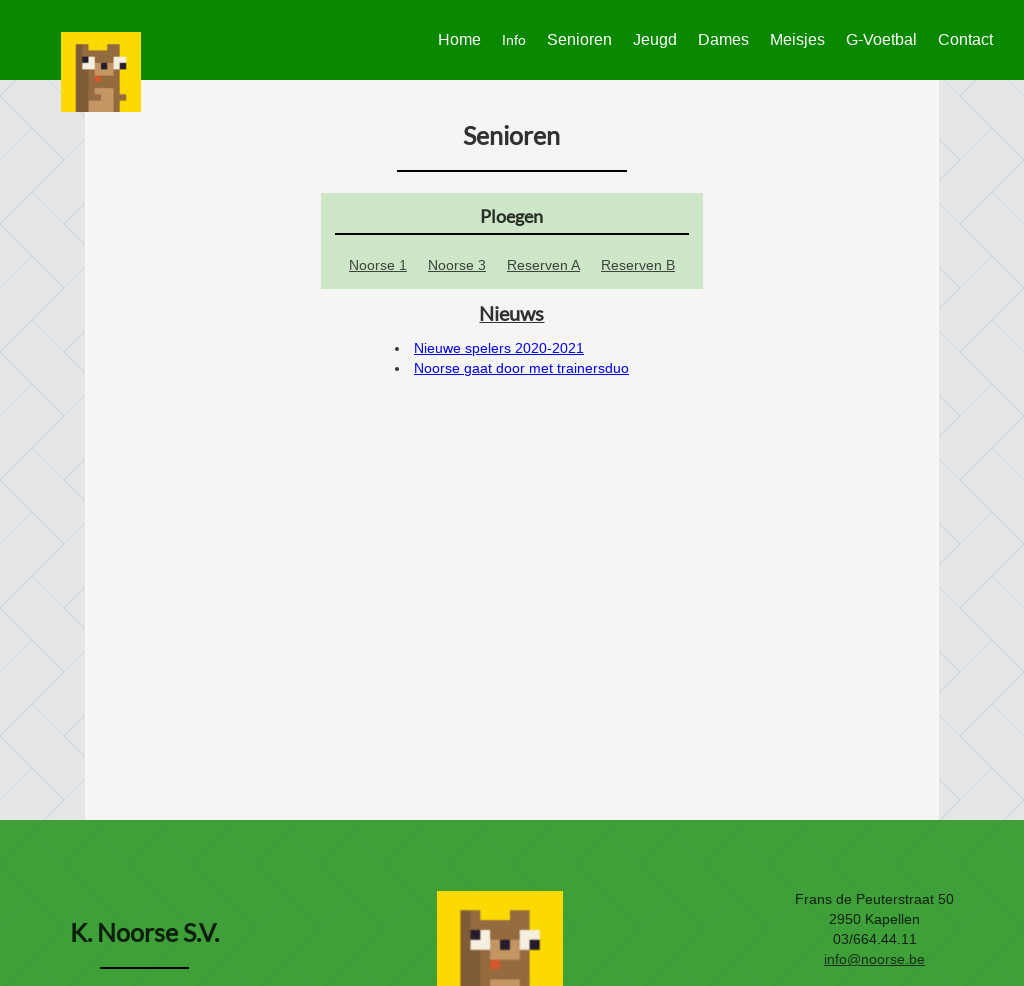 Home Info Senioren Jeugd Dames Meisjes G-Voetbal Contact
Senioren
Ploegen
Noorse 1 Noorse 3 Reserven A Reserven B
Nieuws
Nieuwe spelers 2020-2021
Noorse gaat door met trainersduo
K. Noorse S.V.
Frans de Peuterstraat 50
2950 Kapellen
03/664.44.11
info@noorse.be